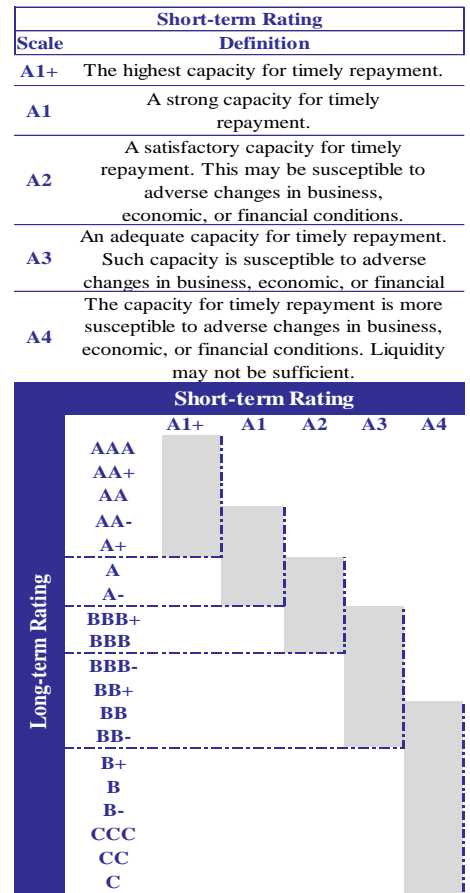 Short-term Rating
Scale Definition
A1+ The highest capacity for timely repayment.
A1 A strong capacity for timely
repayment.
A2 A satisfactory capacity for timely
repayment. This may be susceptible to
adverse changes in business,
economic, or financial conditions.
A3 An adequate capacity for timely repayment.
Such capacity is susceptible to adverse
changes in business, economic, or financial
A4 The capacity for timely repayment is more
susceptible to adverse changes in business,
economic, or financial conditions. Liquidity
may not be sufficient.
Short-term Rating
A1+ A1 A2 A3 A4
Long-term Rating
AAA
AA+
AA
AA-
A+
A
A-
BBB+
BBB
BBB-
BB+
BB
BB-
B+
B
B-
CCC
CC
C